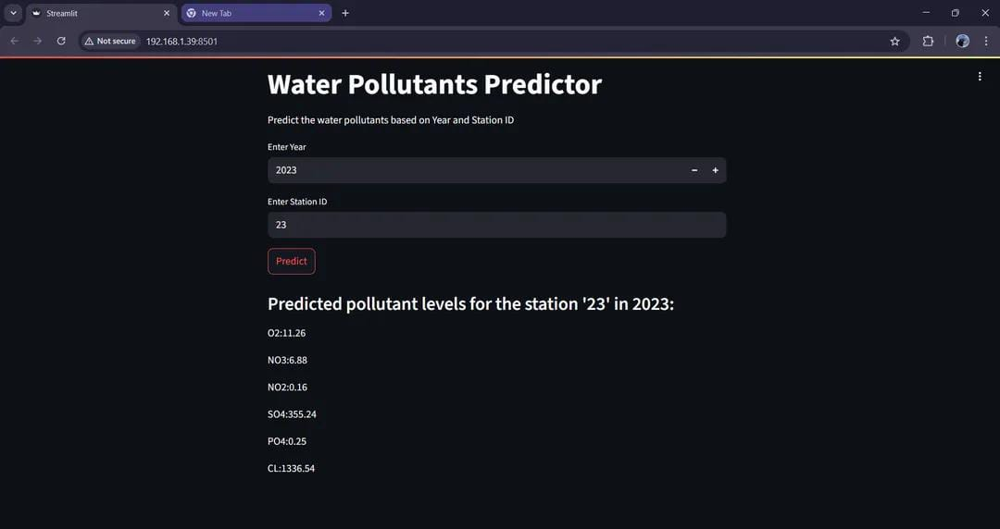 Streamlit
New Tab
Not secure
192.168.1.39:8501
Water Pollutants Predictor
Predict the water pollutants based on Year and Station ID
Enter Year
2023
Enter Station ID
23
Predict
Predicted pollutant levels for the station '23' in 2023:
O2:11.26
NO3:6.88
NO2:0.16
SO4:355.24
PO4:0.25
CL:1336.54